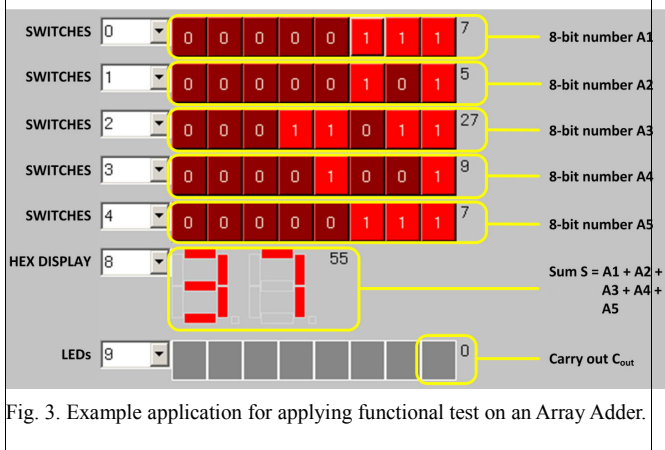 SWITCHES 0 0 0 0 0 0 1 1 1 7 8-bit number A1
SWITCHES 1 0 0 0 0 0 1 0 1 5 8-bit number A2
SWITCHES 2 0 0 0 1 1 0 1 1 27 8-bit number A3
SWITCHES 3 0 0 0 0 1 0 0 1 9 8-bit number A4
SWITCHES 4 0 0 0 0 0 1 1 1 7 8-bit number A5
HEX DISPLAY 8 37 55
Sum S = A1 + A2 +
A3 + A4 +
A5
LEDs 9 0 Carry out Cout
Fig. 3. Example application for applying functional test on an Array Adder.